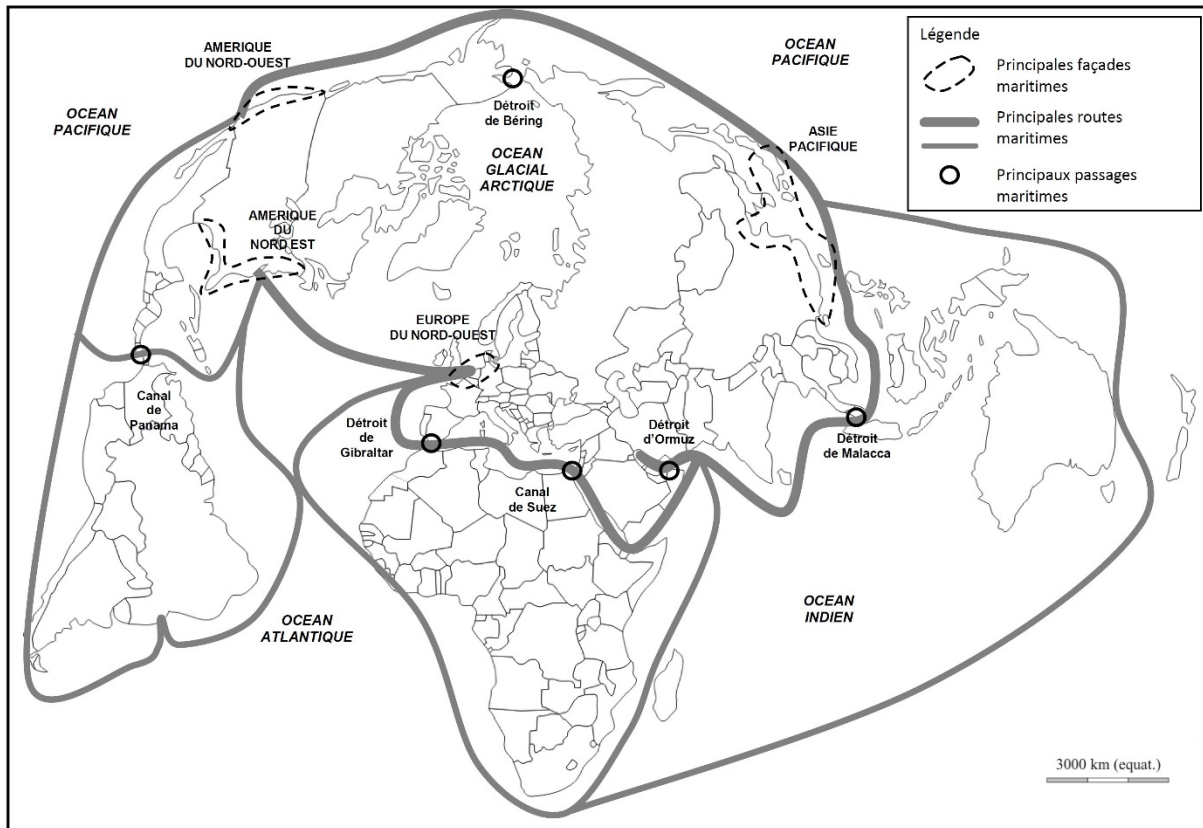 AMERIQUE
DU NORD-OUEST
OCEAN
PACIFIQUE
Détroit
de Béring
OCEAN
GLACIAL
ARCTIQUE
OCEAN
PACIFIQUE
ASIE
PACIFIQUE
Légende
Principales façades
maritimes
Principales routes
maritimes
Principaux passages
maritimes
AMERIQUE
DU
NORD EST
EUROPE
DU NORD-OUEST
Canal
de
Panama
Détroit
de
Gibraltar
Canal
de Suez
Détroit
d'Ormuz
Détroit
de Malacca
OCEAN
ATLANTIQUE
OCEAN
INDIEN
3000 km (equat.)